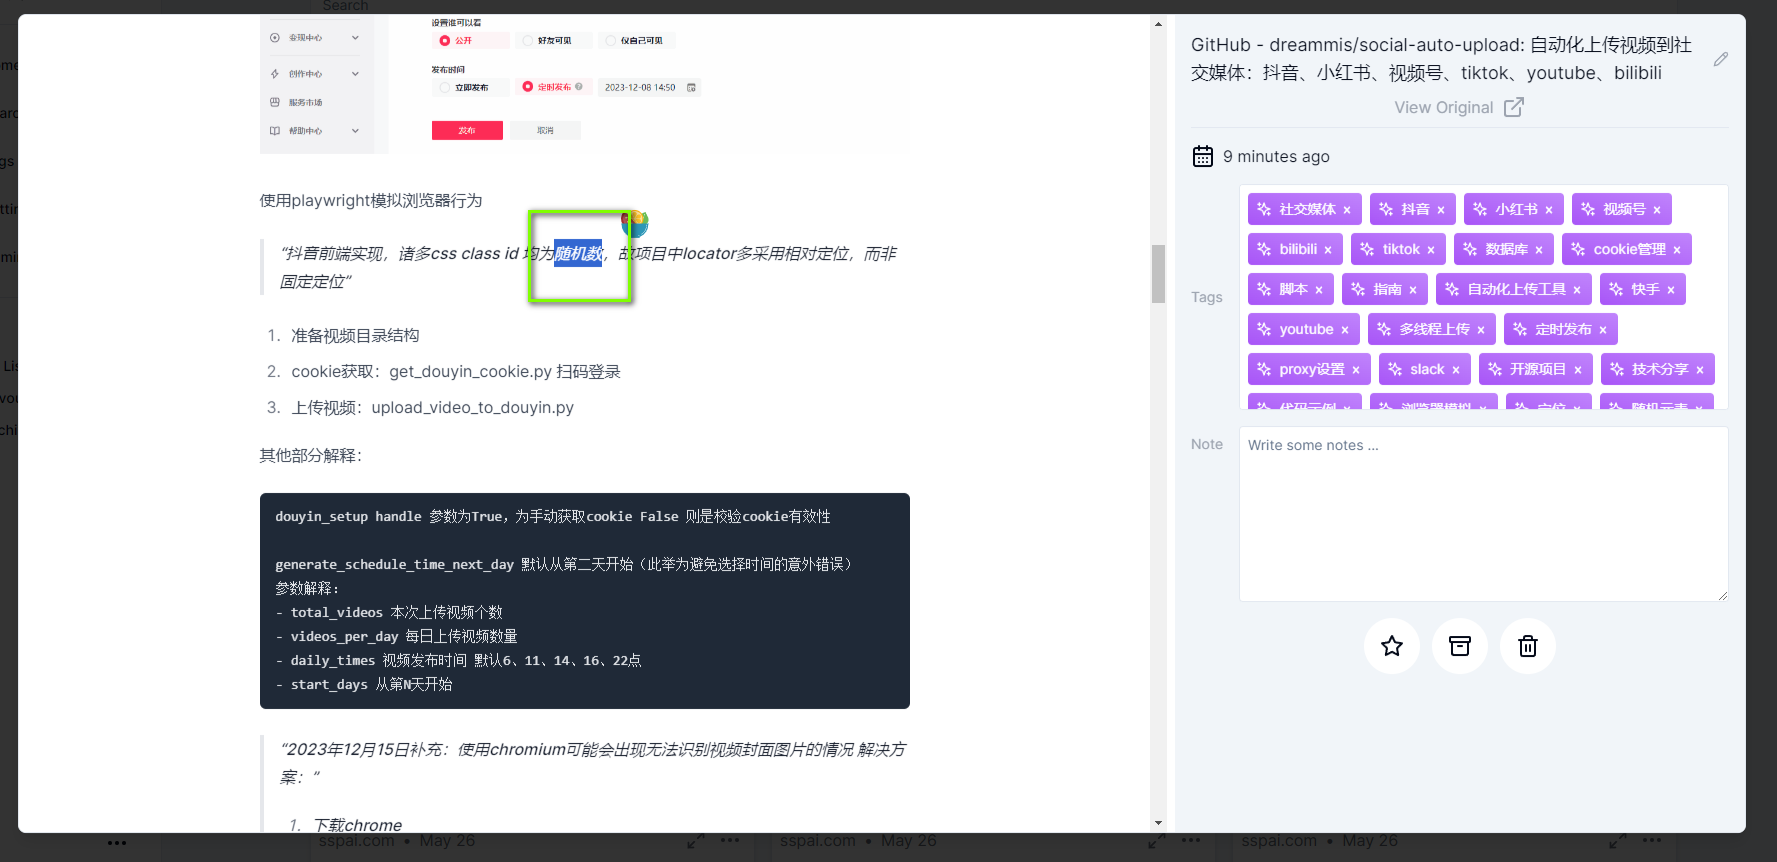 Search
设置谁可以看
变现中心
公开
好友可见
仅自己可见
发布时间
创作中心
立即发布
定时发布
2023-12-08 14:50
服务市场
帮助中心
发布
取消
使用playwright模拟浏览器行为
“抖音前端实现，诸多css class id 均为随机数，故项目中locator多采用相对定位，而非
固定定位”
1. 准备视频目录结构
2. cookie获取：get_douyin_cookie.py 扫码登录
3. 上传视频：upload_video_to_douyin.py
其他部分解释：
douyin_setup handle 参数为True，为手动获取cookie False 则是校验cookie有效性
generate_schedule_time_next_day 默认从第二天开始（此举为避免选择时间的意外错误）
参数解释：
- total_videos 本次上传视频个数
- videos_per_day 每日上传视频数量
- daily_times 视频发布时间 默认6、11、14、16、22点
- start_days 从第N天开始
“2023年12月15日补充：使用chromium可能会出现无法识别视频封面图片的情况 解决方
案：”
1. 下载chrome
GitHub - dreammis/social-auto-upload: 自动化上传视频到社
交媒体：抖音、小红书、视频号、tiktok、youtube、bilibili
View Original
9 minutes ago
Tags
社交媒体 × 抖音 × 小红书 × 视频号 ×
bilibili × tiktok × 数据库 × cookie管理 ×
脚本 × 指南 × 自动化上传工具 × 快手 ×
youtube × 多线程上传 × 定时发布 ×
proxy设置 × slack × 开源项目 × 技术分享 ×
代码示例 × 浏览器模拟 × 定位 × 随机元素 ×
Note
Write some notes ...
sspai.com • May 26
sspai.com • May 26
sspai.com • May 26